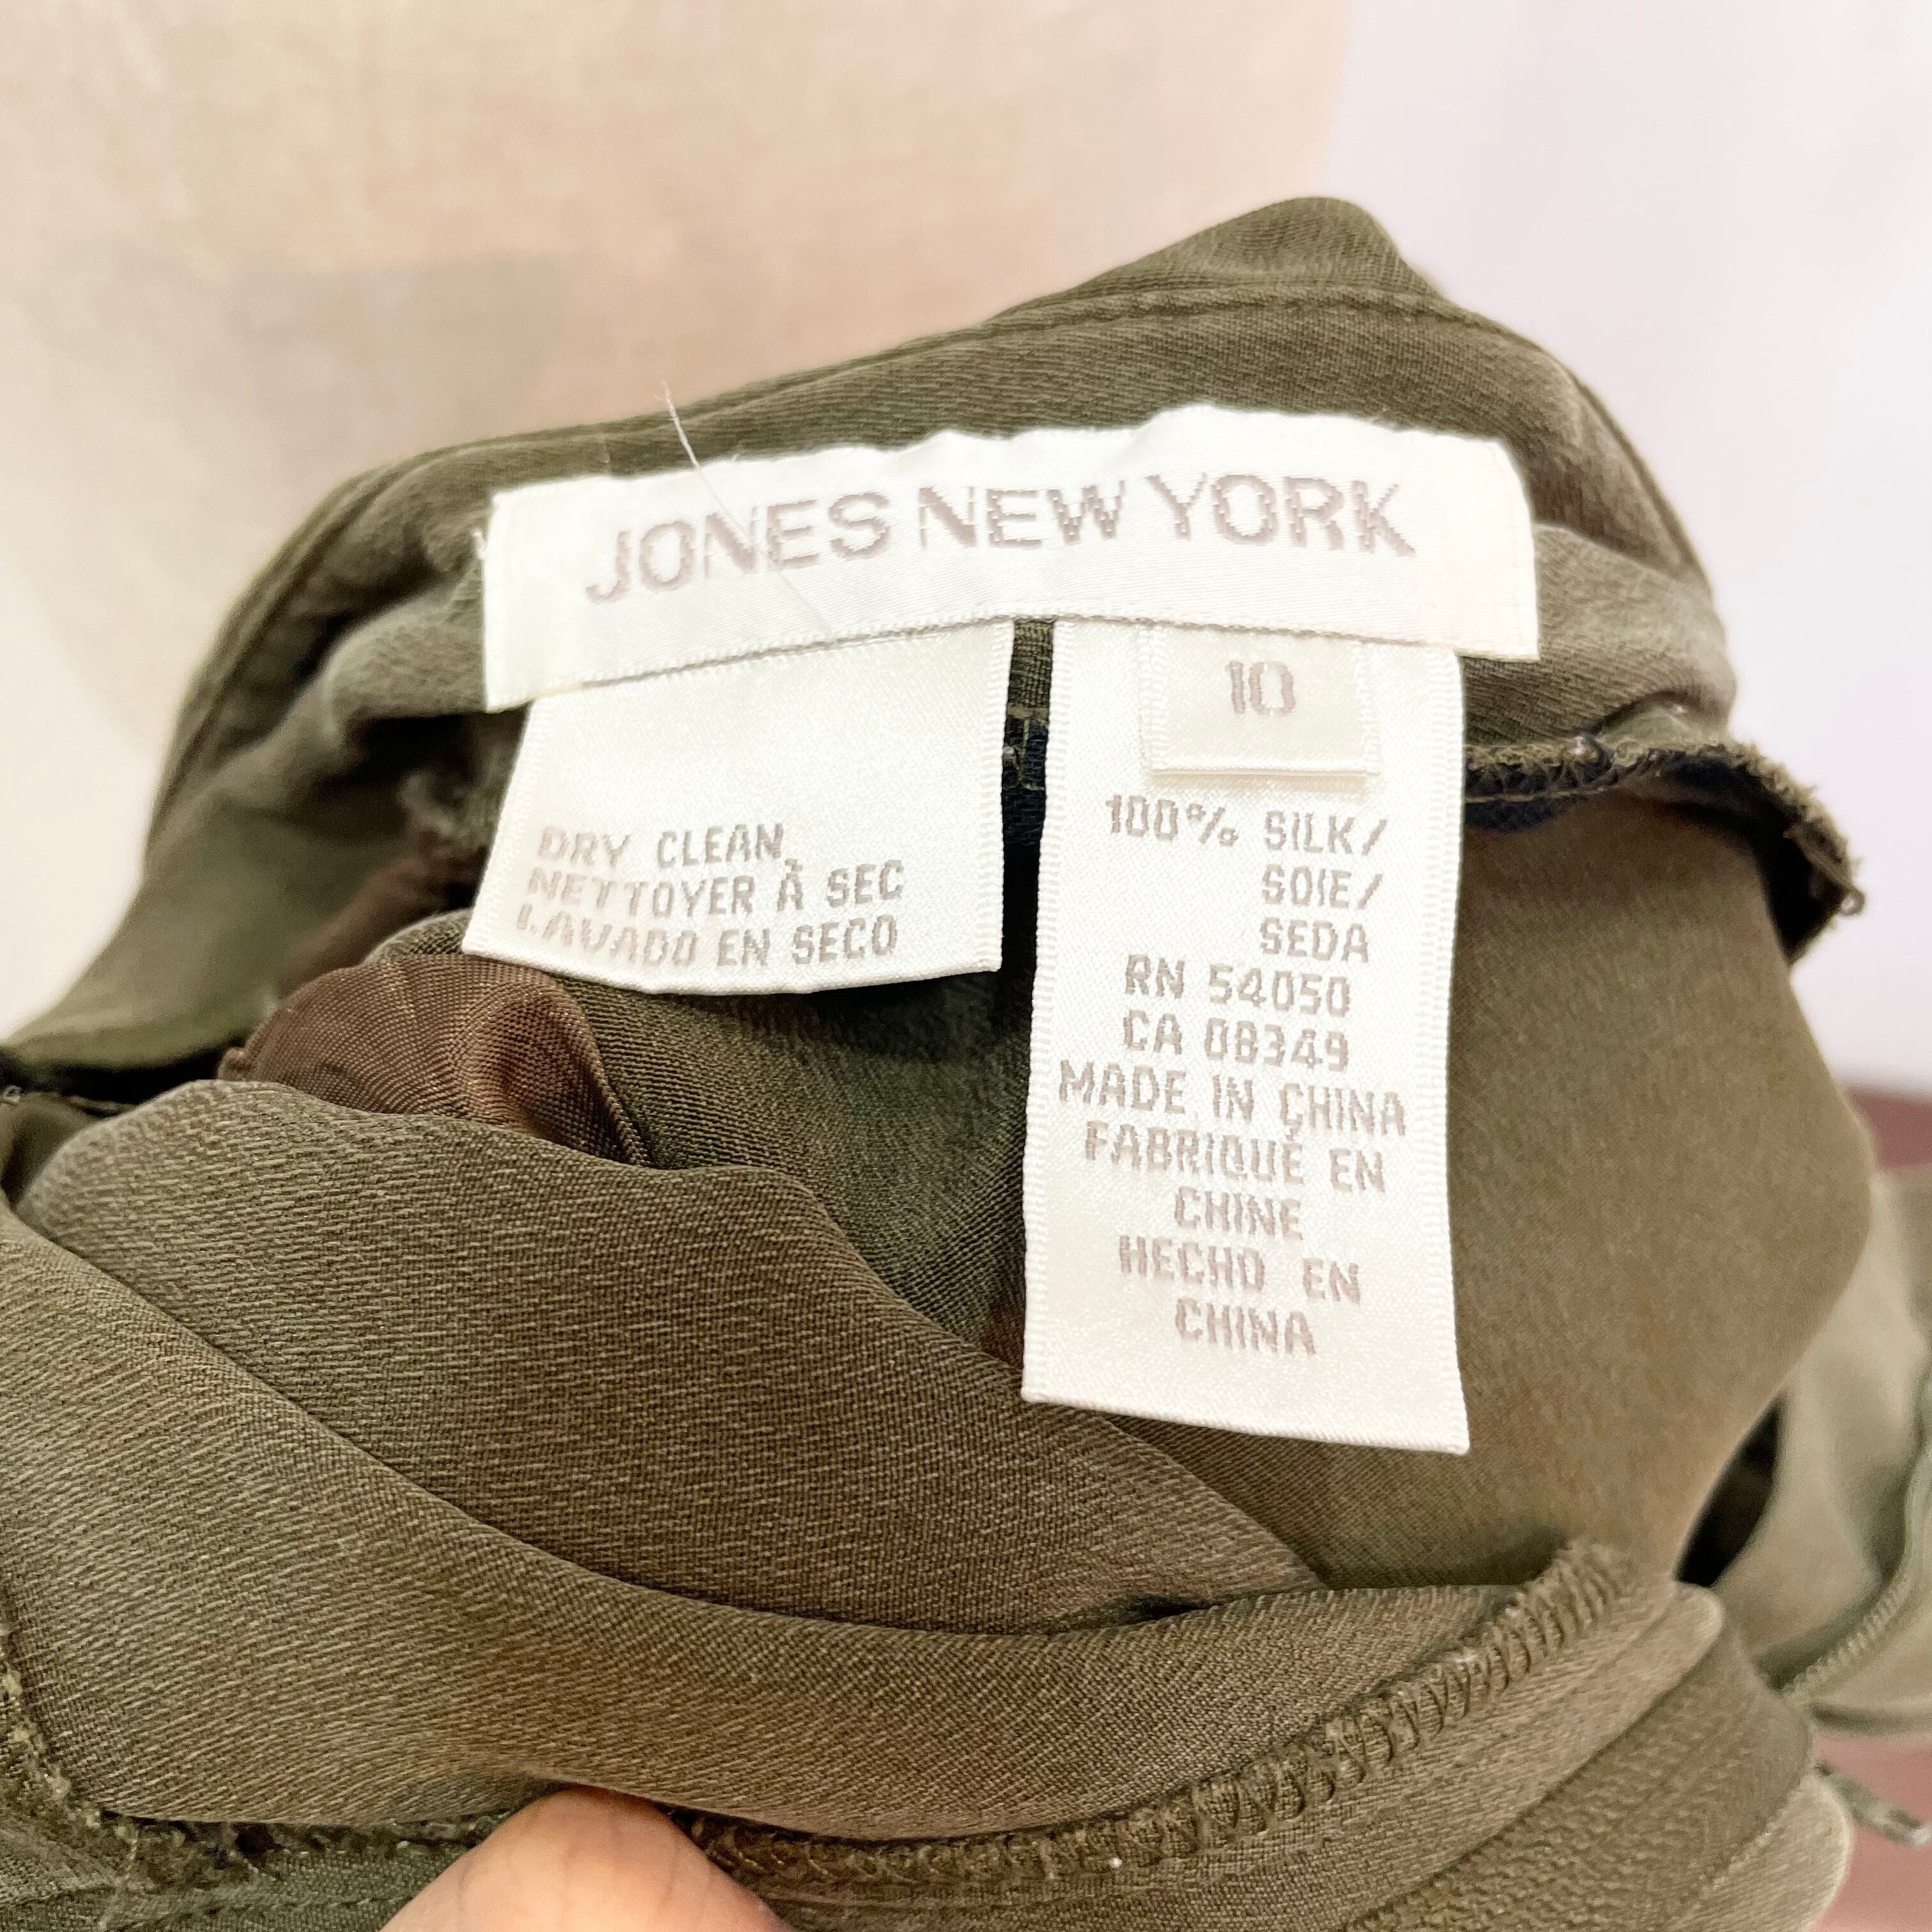 JONES NEW YORK
10
DRY CLEAN
NETTOYER À SEC
LAVADO EN SECO
100% SILK/
SOIE/
SEDA
RN 54050
CA 08349
MADE IN CHINA
FABRIQUÉ EN
CHINE
HECHO EN
CHINA